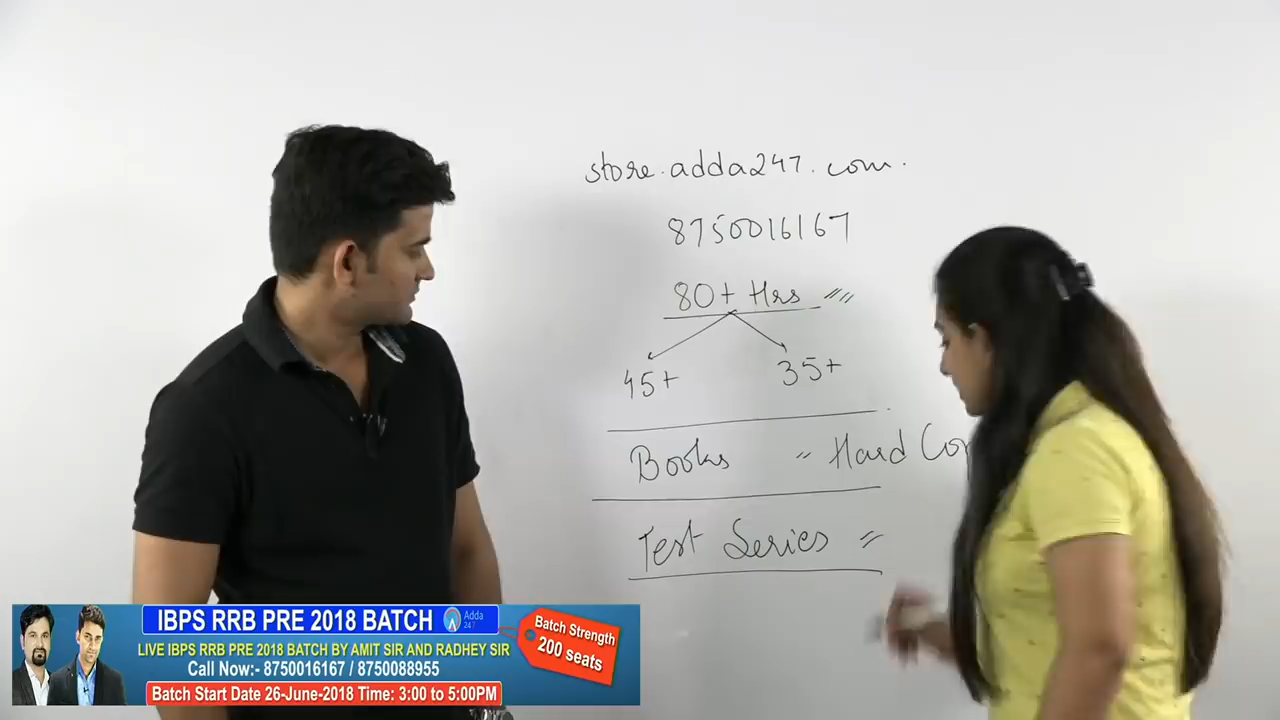 store.adda247.com.
8750016167
80+ Hrs
45+ 35+
Books " Hard
Test Series
IBPS RRB PRE 2018 BATCH
Adda
247
LIVE IBPS RRB PRE 2018 BATCH BY AMIT SIR AND RADHEY SIR
Call Now:- 8750016167 / 8750088955
Batch Start Date 26-June-2018 Time: 3:00 to 5:00PM
Batch Strength
200 seats